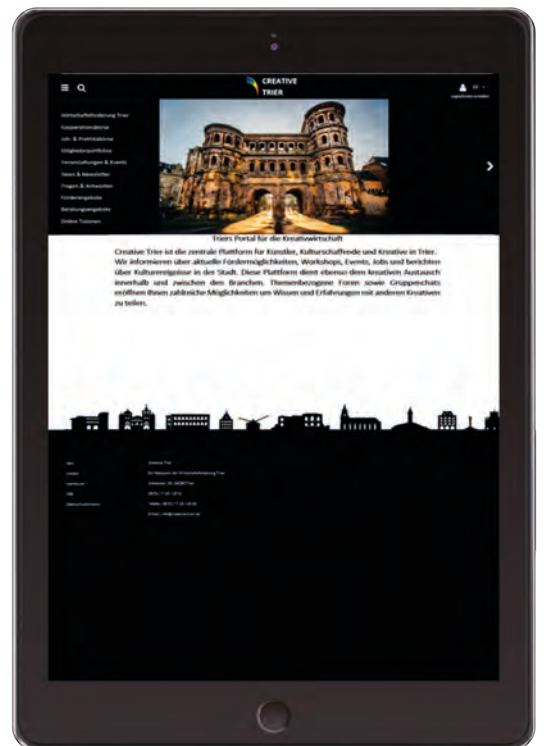 CREATIVE
TRIER
Wirtschaftsförderung Trier
Kooperationsbörse
Job- & Praktikabörse
Mitgliederportfolios
Veranstaltungen & Events
News & Newsletter
Fragen & Antworten
Förderangebote
Beratungsangebote
Online Tutorien
Triers Portal für die Kreativwirtschaft
Creative Trier ist die zentrale Plattform für Künstler, Kulturschaffende und Kreative in Trier.
Wir informieren über aktuelle Fördermöglichkeiten, Workshops, Events, Jobs und berichten
über Kulturereignisse in der Stadt. Diese Plattform dient ebenso dem kreativen Austausch
innerhalb und zwischen den Branchen. Themenbezogene Foren sowie Gruppenchats
eröffnen Ihnen zahlreiche Möglichkeiten um Wissen und Erfahrungen mit anderen Kreativen
zu teilen.
Creative Trier